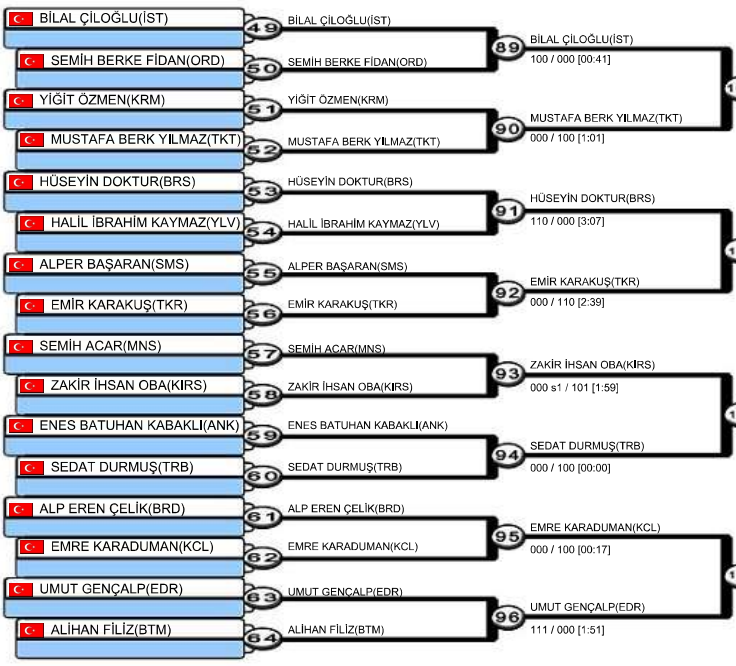 BİLAL ÇİLOĞLU(İST)
49
BİLAL ÇİLOĞLU(İST)
89
BİLAL ÇİLOĞLU(İST)
100 / 000 [00:41]
SEMİH BERKE FİDAN(ORD)
50
SEMİH BERKE FİDAN(ORD)
YİĞİT ÖZMEN(KRM)
51
YİĞİT ÖZMEN(KRM)
90
MUSTAFA BERK YILMAZ(TKT)
000 / 100 [1:01]
MUSTAFA BERK YILMAZ(TKT)
52
MUSTAFA BERK YILMAZ(TKT)
HÜSEYİN DOKTUR(BRS)
53
HÜSEYİN DOKTUR(BRS)
91
HÜSEYİN DOKTUR(BRS)
110 / 000 [3:07]
HALİL İBRAHİM KAYMAZ(YLV)
54
HALİL İBRAHİM KAYMAZ(YLV)
ALPER BAŞARAN(SMS)
55
ALPER BAŞARAN(SMS)
92
EMİR KARAKUŞ(TKR)
000 / 110 [2:39]
EMİR KARAKUŞ(TKR)
56
EMİR KARAKUŞ(TKR)
SEMİH ACAR(MNS)
57
SEMİH ACAR(MNS)
93
ZAKİR İHSAN OBA(KIRS)
000 s1 / 101 [1:59]
ZAKİR İHSAN OBA(KIRS)
58
ZAKİR İHSAN OBA(KIRS)
ENES BATUHAN KABAKLI(ANK)
59
ENES BATUHAN KABAKLI(ANK)
94
SEDAT DURMUŞ(TRB)
000 / 100 [00:00]
SEDAT DURMUŞ(TRB)
60
SEDAT DURMUŞ(TRB)
ALP EREN ÇELİK(BRD)
61
ALP EREN ÇELİK(BRD)
95
EMRE KARADUMAN(KCL)
000 / 100 [00:17]
EMRE KARADUMAN(KCL)
62
EMRE KARADUMAN(KCL)
UMUT GENÇALP(EDR)
63
UMUT GENÇALP(EDR)
96
UMUT GENÇALP(EDR)
111 / 000 [1:51]
ALİHAN FİLİZ(BTM)
64
ALİHAN FİLİZ(BTM)